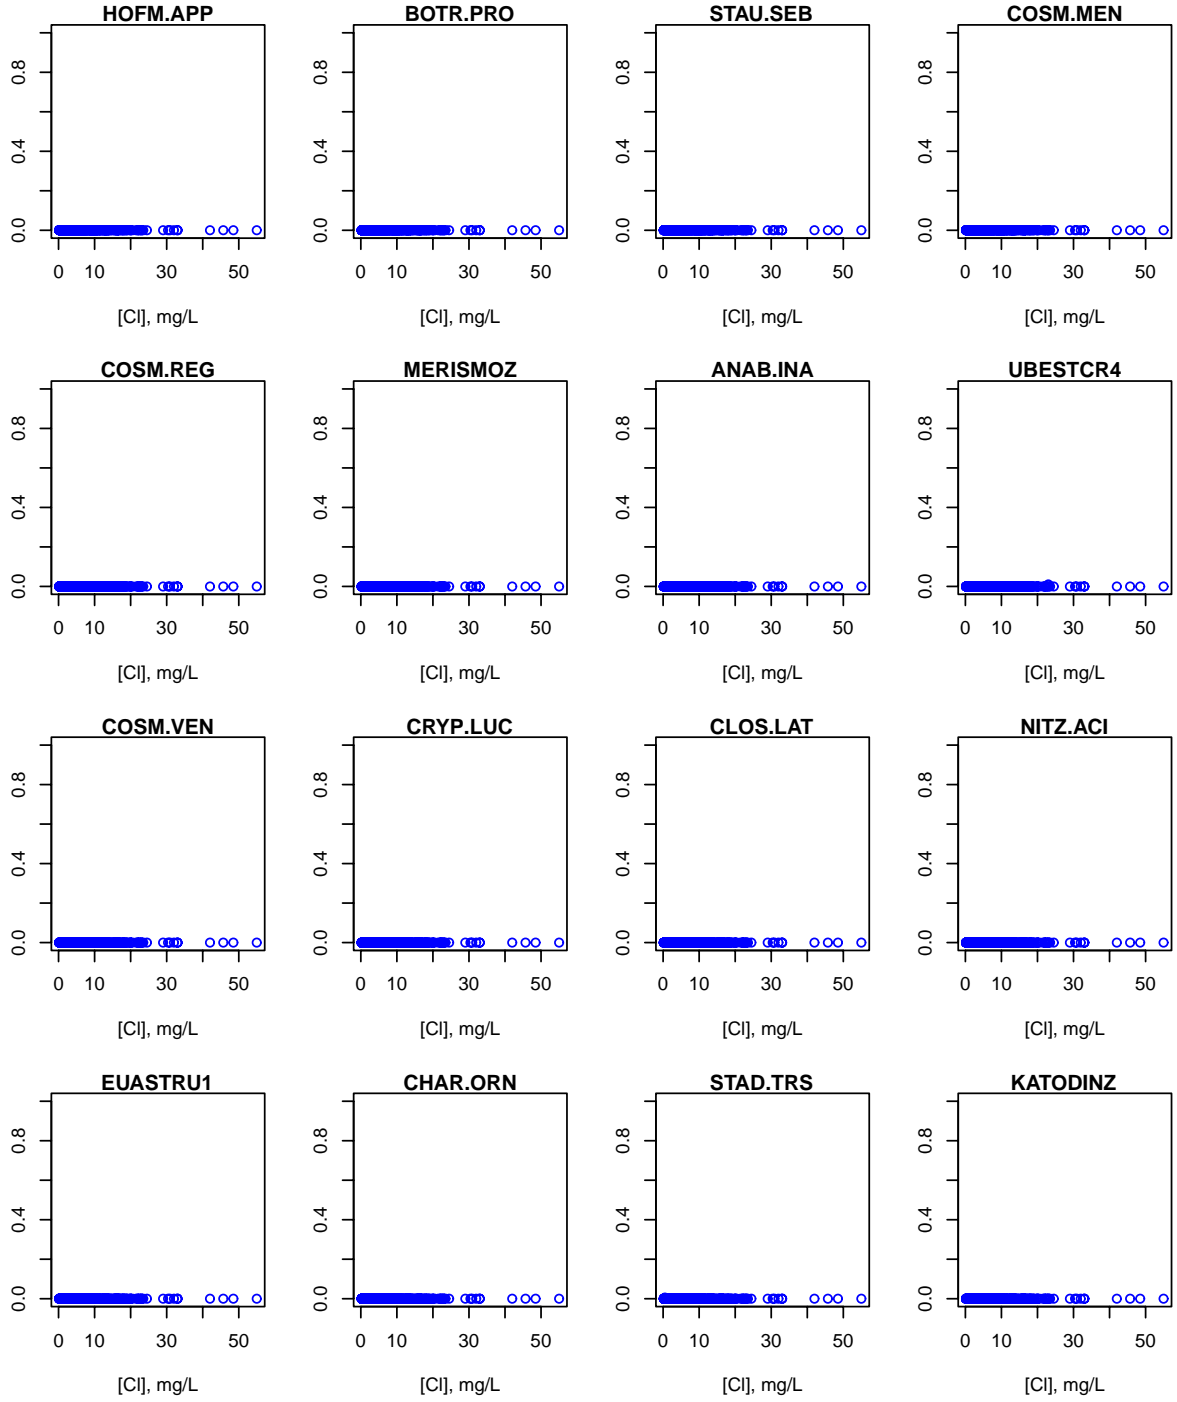 HOFM.APP BOTR.PRO STAU.SEB COSM.MEN
0.8 0.8 0.8 0.8
0.4 0.4 0.4 0.4
0.0 0.0 0.0 0.0
0 10 30 50 0 10 30 50 0 10 30 50 0 10 30 50
[Cl], mg/L [Cl], mg/L [Cl], mg/L [Cl], mg/L
COSM.REG MERISMOZ ANAB.INA UBESTCR4
0.8 0.8 0.8 0.8
0.4 0.4 0.4 0.4
0.0 0.0 0.0 0.0
0 10 30 50 0 10 30 50 0 10 30 50 0 10 30 50
[Cl], mg/L [Cl], mg/L [Cl], mg/L [Cl], mg/L
COSM.VEN CRYP.LUC CLOS.LAT NITZ.ACI
0.8 0.8 0.8 0.8
0.4 0.4 0.4 0.4
0.0 0.0 0.0 0.0
0 10 30 50 0 10 30 50 0 10 30 50 0 10 30 50
[Cl], mg/L [Cl], mg/L [Cl], mg/L [Cl], mg/L
EUASTRU1 CHAR.ORN STAD.TRS KATODINZ
0.8 0.8 0.8 0.8
0.4 0.4 0.4 0.4
0.0 0.0 0.0 0.0
0 10 30 50 0 10 30 50 0 10 30 50 0 10 30 50
[Cl], mg/L [Cl], mg/L [Cl], mg/L [Cl], mg/L